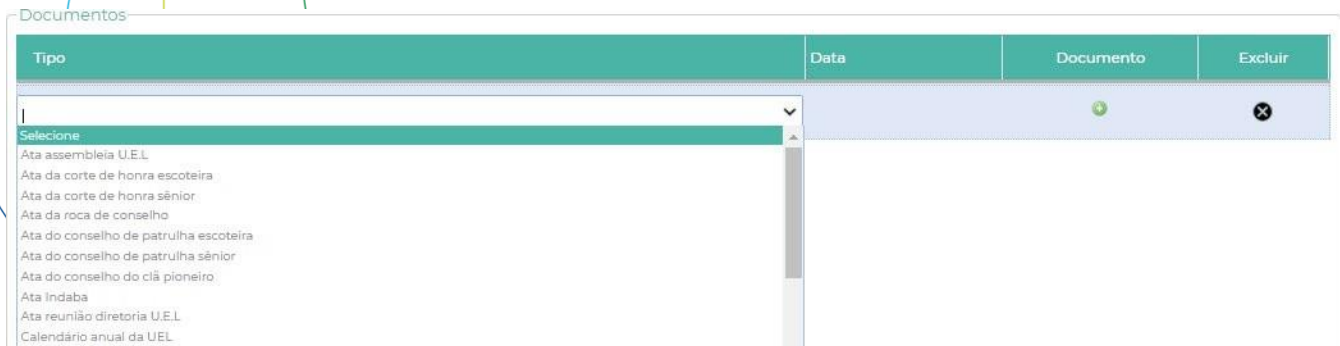 Documentos
Tipo Data Documento Excluir
Selecione
Ata assembleia U.E.L
Ata da corte de honra escoteira
Ata da corte de honra sênior
Ata da roca de conselho
Ata do conselho de patrulha escoteira
Ata do conselho de patrulha sênior
Ata do conselho do clã pioneiro
Ata Indaba
Ata reunião diretoria U.E.L
Calendário anual da UEL